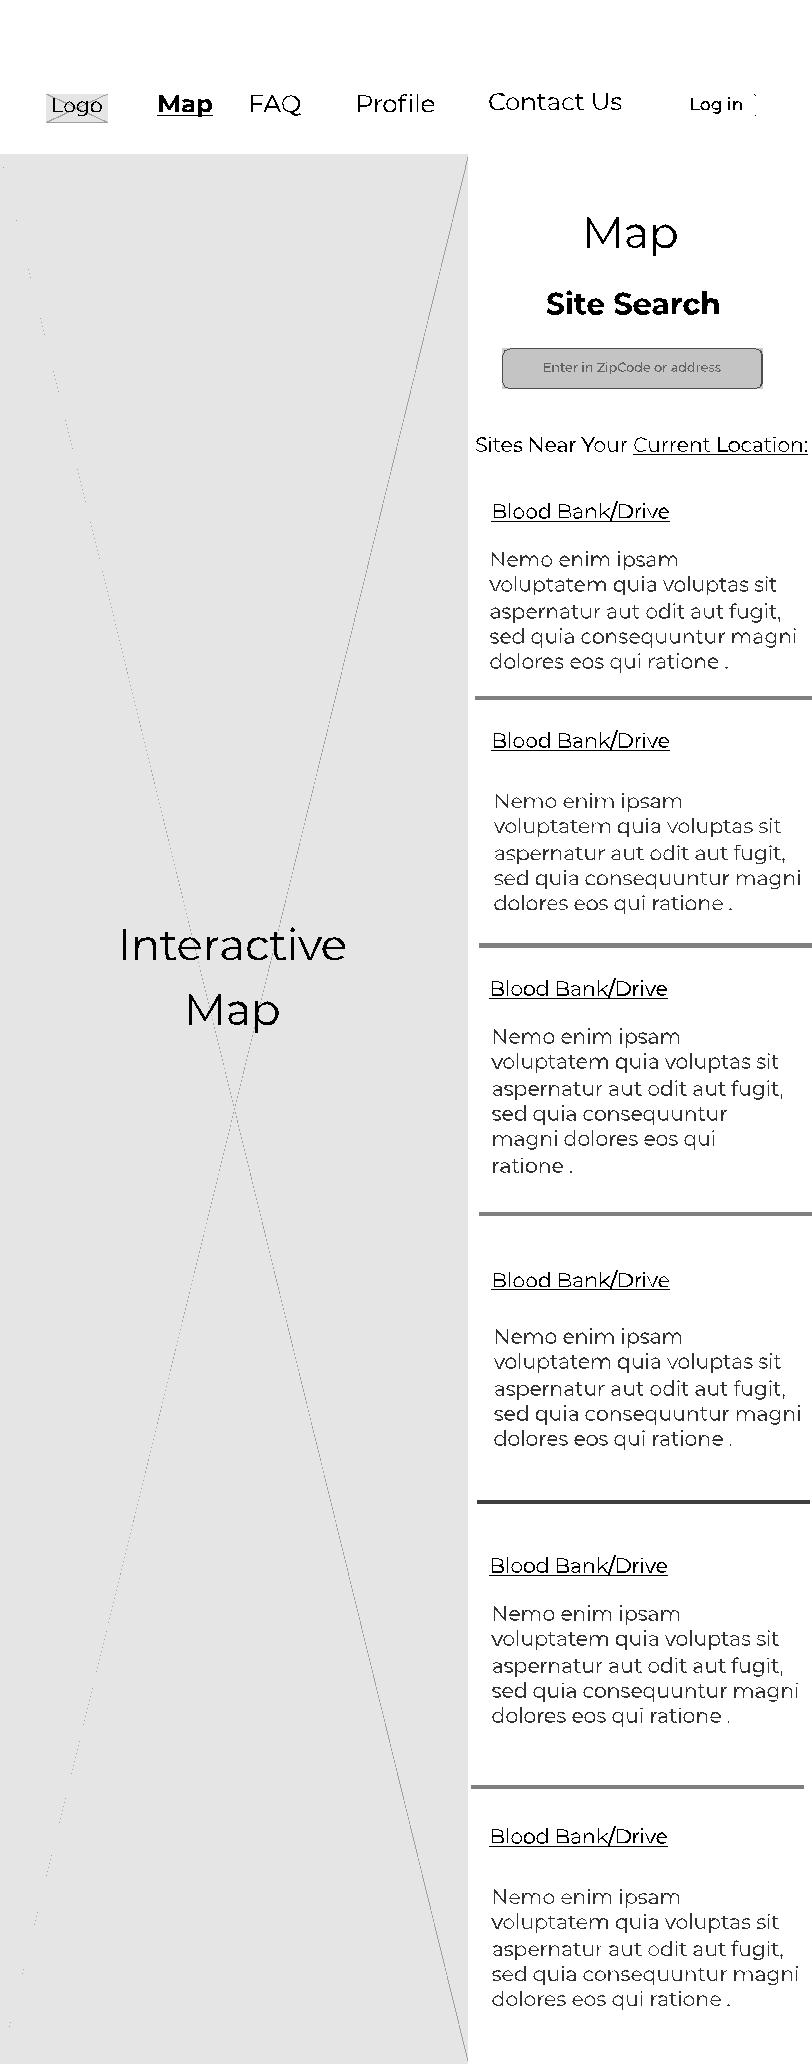 Logo
Map
FAQ
Profile
Contact Us
Log in
Interactive
Map
Map
Site Search
Enter in ZipCode or address
Sites Near Your Current Location:
Blood Bank/Drive
Nemo enim ipsam
voluptatem quia voluptas sit
aspernatur aut odit aut fugit,
sed quia consequuntur magni
dolores eos qui ratione .
Blood Bank/Drive
Nemo enim ipsam
voluptatem quia voluptas sit
aspernatur aut odit aut fugit,
sed quia consequuntur magni
dolores eos qui ratione .
Blood Bank/Drive
Nemo enim ipsam
voluptatem quia voluptas sit
aspernatur aut odit aut fugit,
sed quia consequuntur
magni dolores eos qui
ratione .
Blood Bank/Drive
Nemo enim ipsam
voluptatem quia voluptas sit
aspernatur aut odit aut fugit,
sed quia consequuntur magni
dolores eos qui ratione .
Blood Bank/Drive
Nemo enim ipsam
voluptatem quia voluptas sit
aspernatur aut odit aut fugit,
sed quia consequuntur magni
dolores eos qui ratione .
Blood Bank/Drive
Nemo enim ipsam
voluptatem quia voluptas sit
aspernatur aut odit aut fugit,
sed quia consequuntur magni
dolores eos qui ratione .